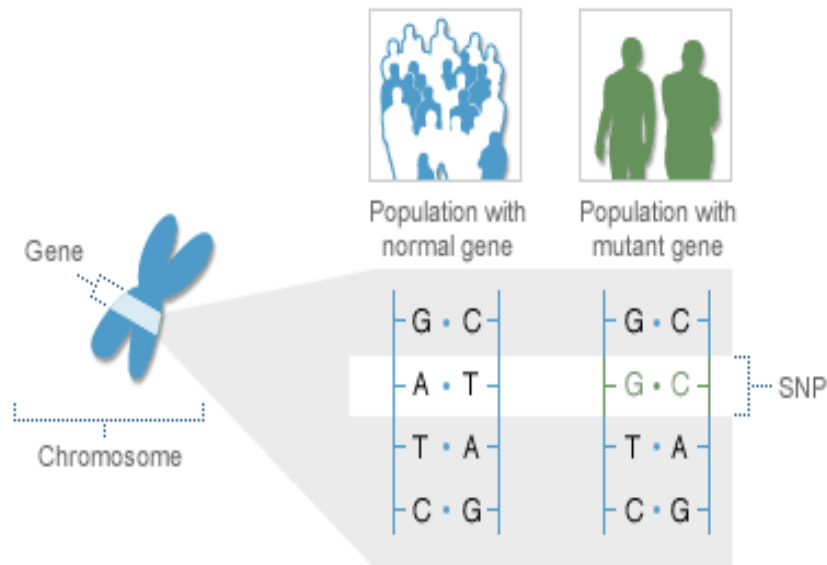 Population with
normal gene
Population with
mutant gene
Gene
G · C
G · C
A · T
G · C
SNP
T · A
T · A
C · G
C · G
Chromosome